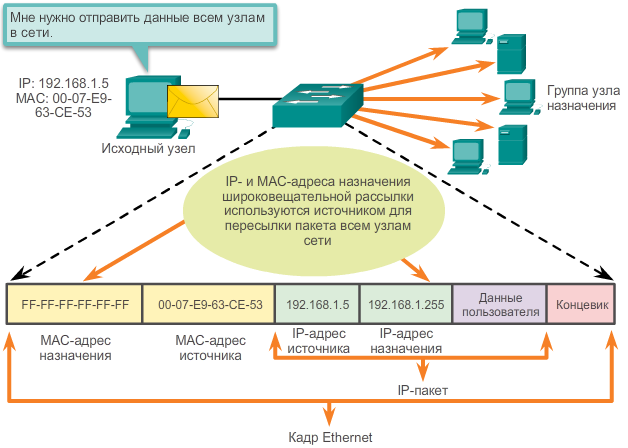 Мне нужно отправить данные всем узлам
в сети.
IP: 192.168.1.5
MAC: 00-07-E9-
63-CE-53
Исходный узел
Группа узла
назначения
IP- и MAC-адреса назначения
широковещательной рассылки
используются источником для
пересылки пакета всем узлам
сети
FF-FF-FF-FF-FF-FF
00-07-E9-63-CE-53
192.168.1.5
192.168.1.255
Данные
пользователя
Концевик
MAC-адрес
назначения
MAC-адрес
источника
IP-адрес
источника
IP-адрес
назначения
IP-пакет
Кадр Ethernet